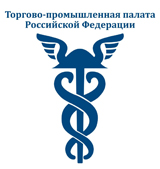 Торгово-промышленная палата
Российской Федерации